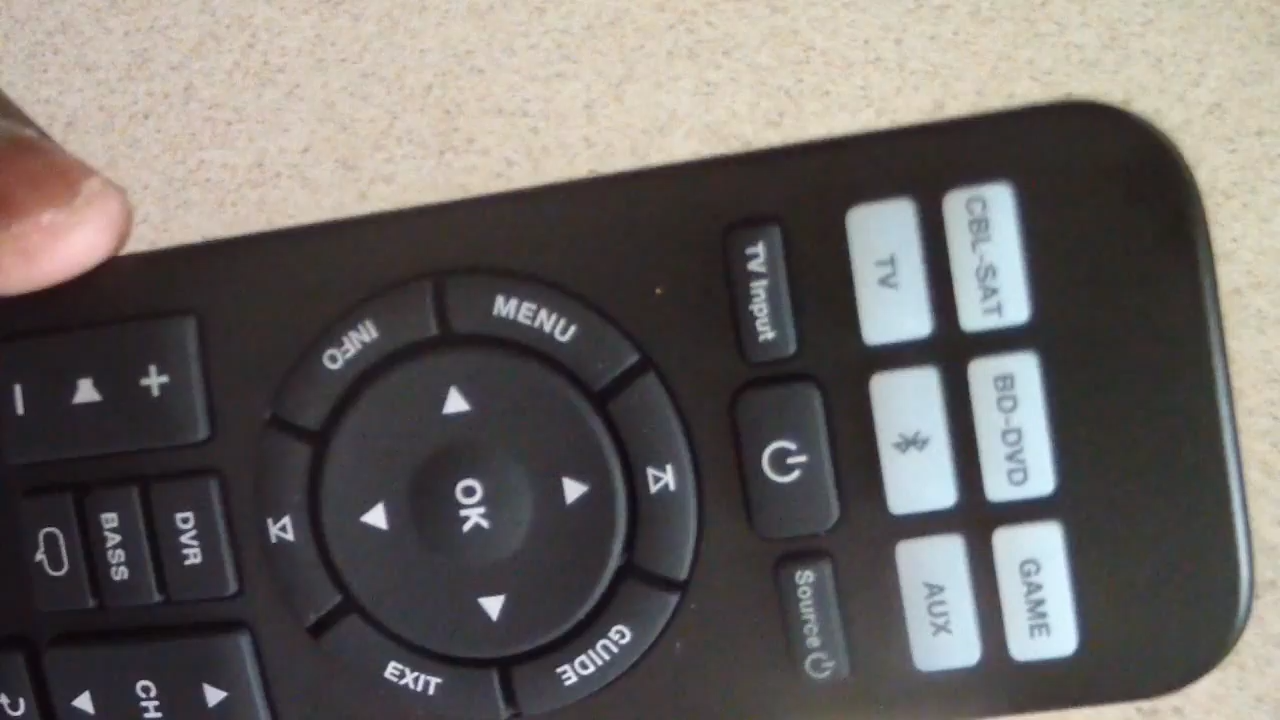 CBL-SAT BD-DVD GAME
TV AUX
TV Input Source
MENU GUIDE
INFO OK EXIT
+ DVR
BASS CH
-